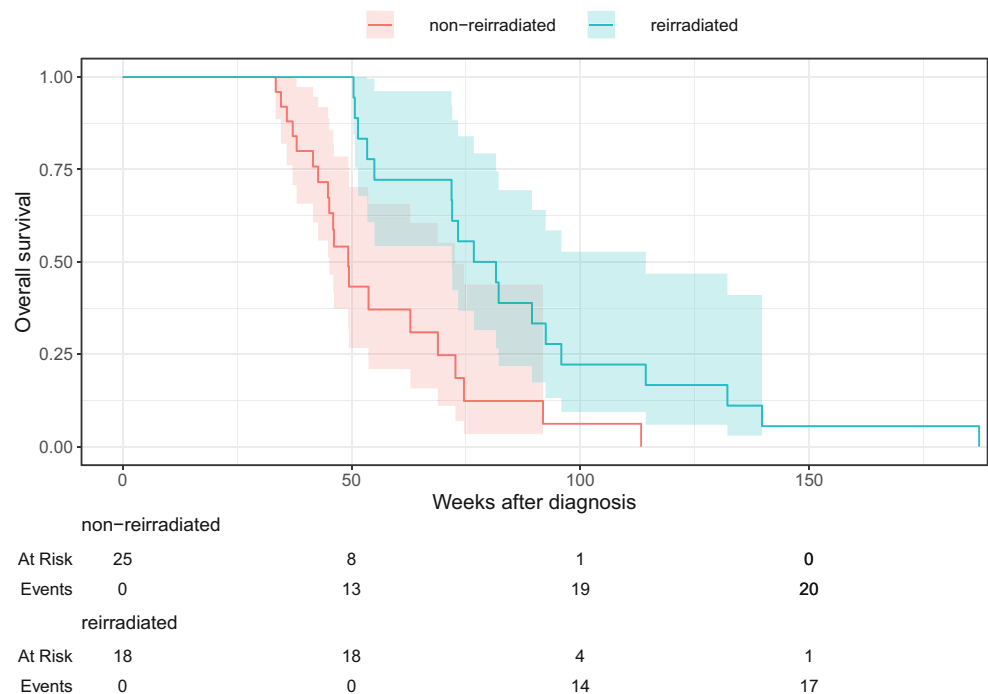 non−reirradiated reirradiated
1.00
0.75
0.50
0.25
0.00
Overall survival
0 50 100 150
Weeks after diagnosis
non−reirradiated
At Risk 25 8 1 0
Events 0 13 19 20
reirradiated
At Risk 18 18 4 1
Events 0 0 14 17